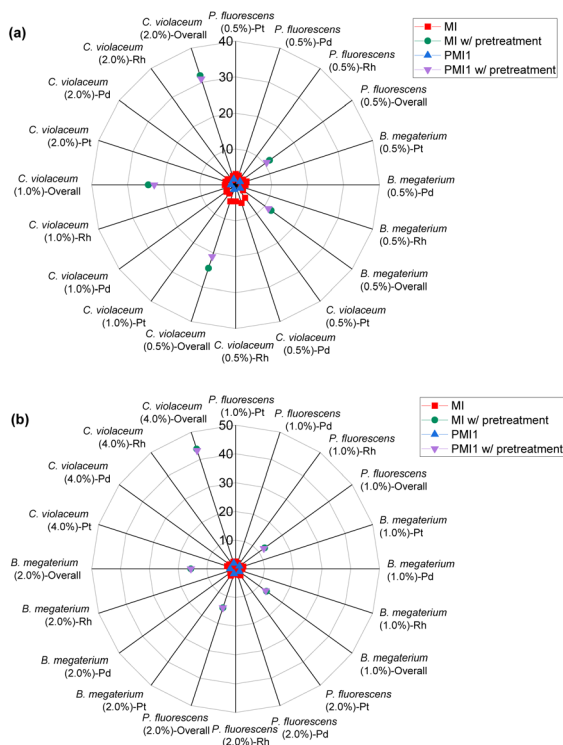 (a)
MI
MI w/ pretreatment
PMI1
PMI1 w/ pretreatment
40
30
20
10
P. fluorescens
(0.5%)-Pt
P. fluorescens
(0.5%)-Pd
P. fluorescens
(0.5%)-Rh
P. fluorescens
(0.5%)-Overall
B. megaterium
(0.5%)-Pt
B. megaterium
(0.5%)-Pd
B. megaterium
(0.5%)-Rh
B. megaterium
(0.5%)-Overall
C. violaceum
(0.5%)-Pt
C. violaceum
(0.5%)-Pd
C. violaceum
(0.5%)-Rh
C. violaceum
(0.5%)-Overall
C. violaceum
(1.0%)-Pt
C. violaceum
(1.0%)-Pd
C. violaceum
(1.0%)-Rh
C. violaceum
(1.0%)-Overall
C. violaceum
(2.0%)-Pt
C. violaceum
(2.0%)-Pd
C. violaceum
(2.0%)-Rh
C. violaceum
(2.0%)-Overall
(b)
MI
MI w/ pretreatment
PMI1
PMI1 w/ pretreatment
50
40
30
20
10
P. fluorescens
(1.0%)-Pt
P. fluorescens
(1.0%)-Pd
P. fluorescens
(1.0%)-Rh
P. fluorescens
(1.0%)-Overall
B. megaterium
(1.0%)-Pt
B. megaterium
(1.0%)-Pd
B. megaterium
(1.0%)-Rh
B. megaterium
(1.0%)-Overall
P. fluorescens
(2.0%)-Pt
P. fluorescens
(2.0%)-Pd
P. fluorescens
(2.0%)-Rh
P. fluorescens
(2.0%)-Overall
B. megaterium
(2.0%)-Pt
B. megaterium
(2.0%)-Pd
B. megaterium
(2.0%)-Rh
B. megaterium
(2.0%)-Overall
C. violaceum
(4.0%)-Pt
C. violaceum
(4.0%)-Pd
C. violaceum
(4.0%)-Rh
C. violaceum
(4.0%)-Overall